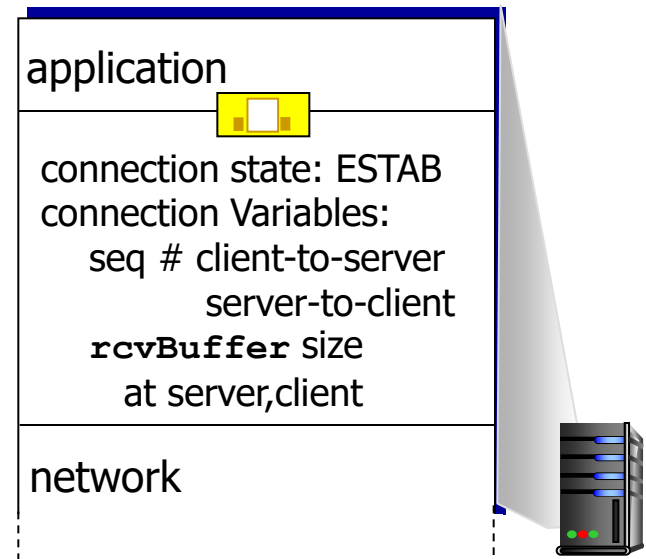 application
connection state: ESTAB
connection Variables:
seq # client-to-server
server-to-client
rcvBuffer size
at server,client
network